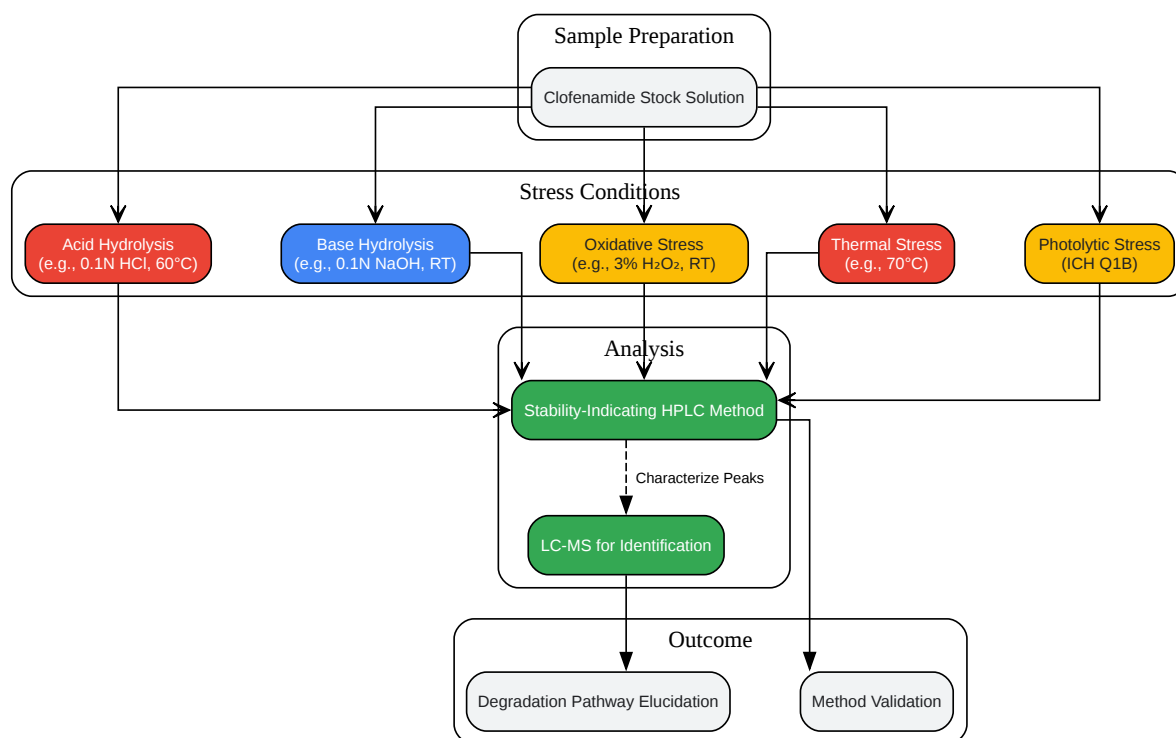 Sample Preparation
Clofenamide Stock Solution
Stress Conditions
Acid Hydrolysis
(e.g., 0.1N HCl, 60°C)
Base Hydrolysis
(e.g., 0.1N NaOH, RT)
Oxidative Stress
(e.g., 3% H₂O₂, RT)
Thermal Stress
(e.g., 70°C)
Photolytic Stress
(ICH Q1B)
Analysis
Stability-Indicating HPLC Method
Characterize Peaks
LC-MS for Identification
Outcome
Degradation Pathway Elucidation
Method Validation